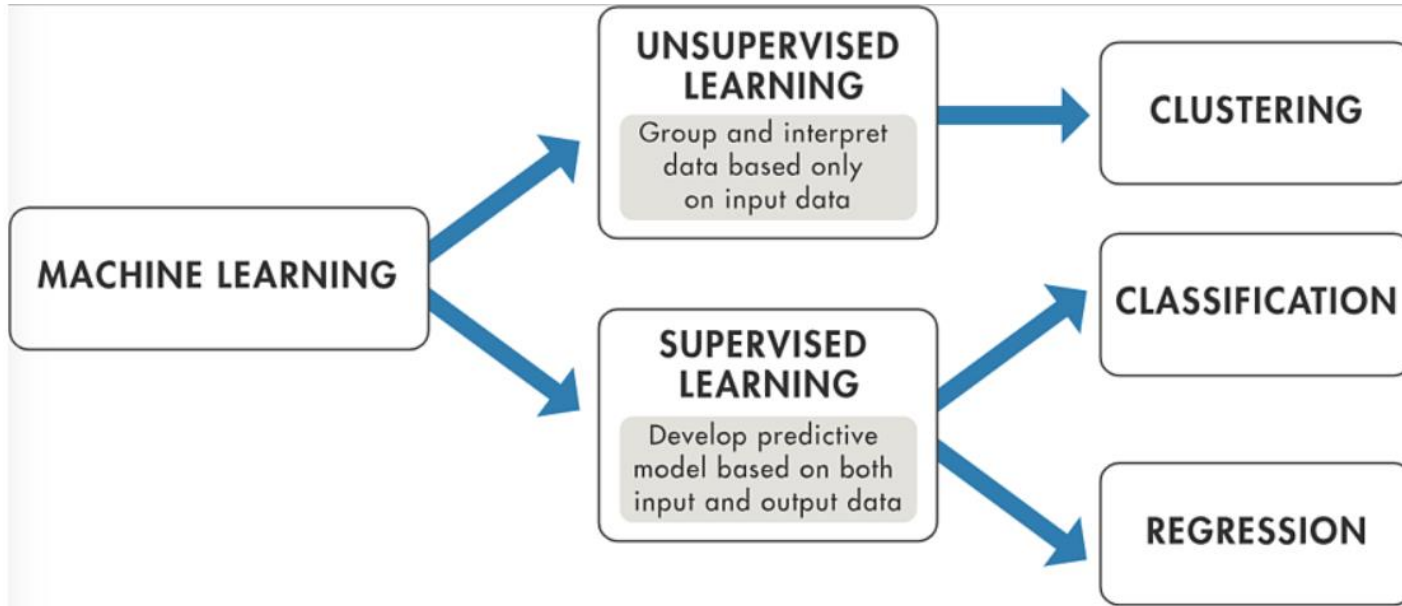 MACHINE LEARNING
UNSUPERVISED
LEARNING
Group and interpret
data based only
on input data
SUPERVISED
LEARNING
Develop predictive
model based on both
input and output data
CLUSTERING
CLASSIFICATION
REGRESSION